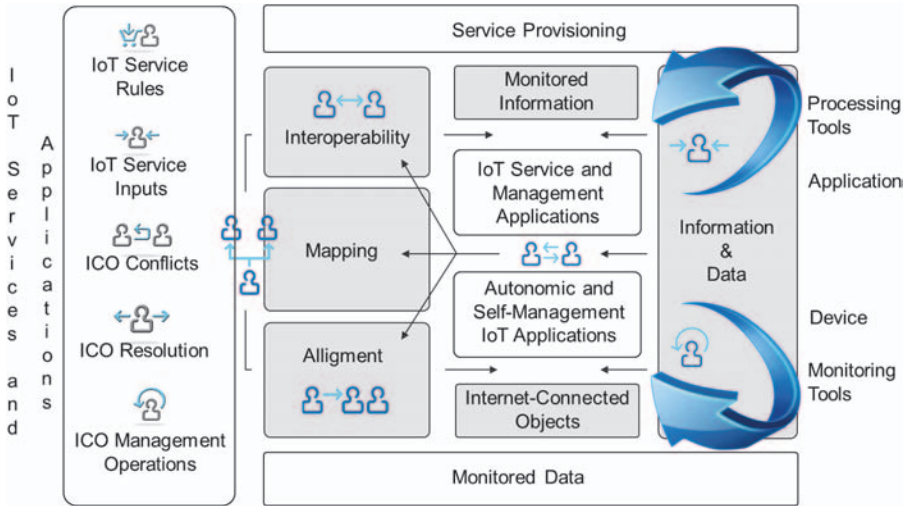 IoT Services and
Applications
IoT Service
Rules
IoT Service
Inputs
ICO Conflicts
ICO Resolution
ICO Management
Operations
Service Provisioning
Interoperability
Mapping
Alligment
Monitored
Information
IoT Service and
Management
Applications
Autonomic and
Self-Management
IoT Applications
Internet-Connected
Objects
Information
&
Data
Processing
Tools
Application
Device
Monitoring
Tools
Monitored Data